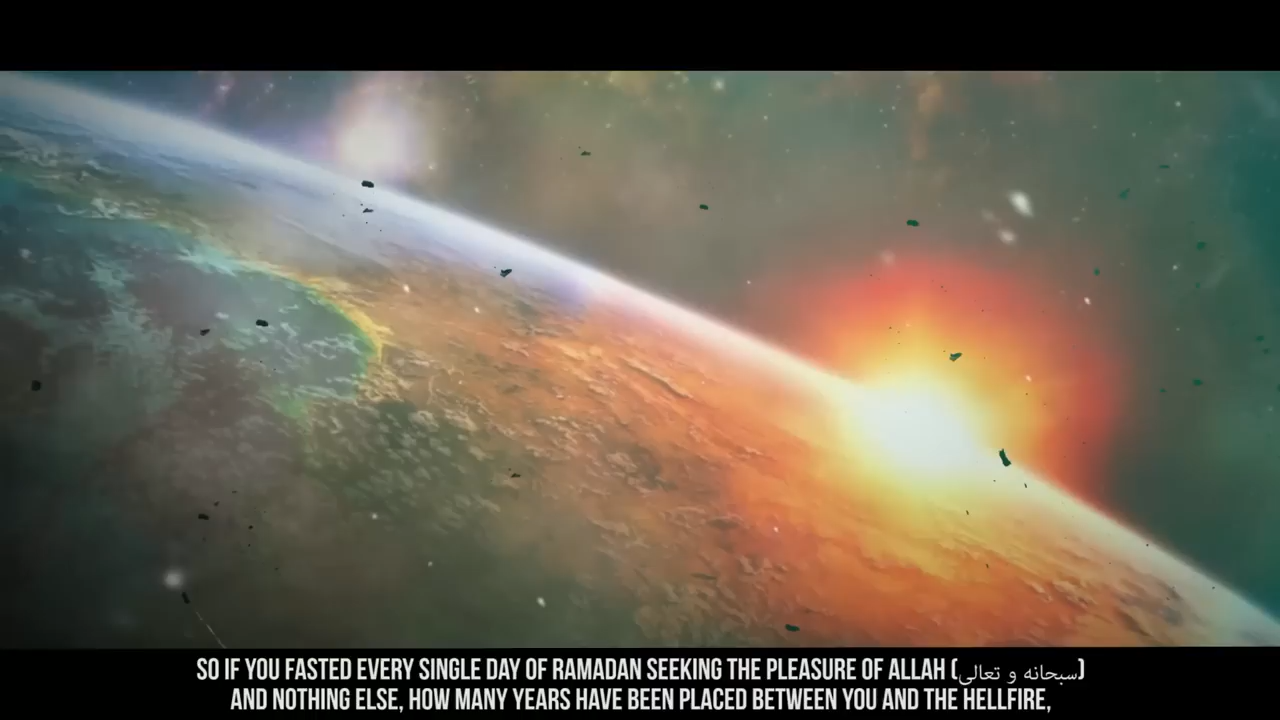 SO IF YOU FASTED EVERY SINGLE DAY OF RAMADAN SEEKING THE PLEASURE OF ALLAH (سبحانه و تعالى)
AND NOTHING ELSE, HOW MANY YEARS HAVE BEEN PLACED BETWEEN YOU AND THE HELLFIRE,